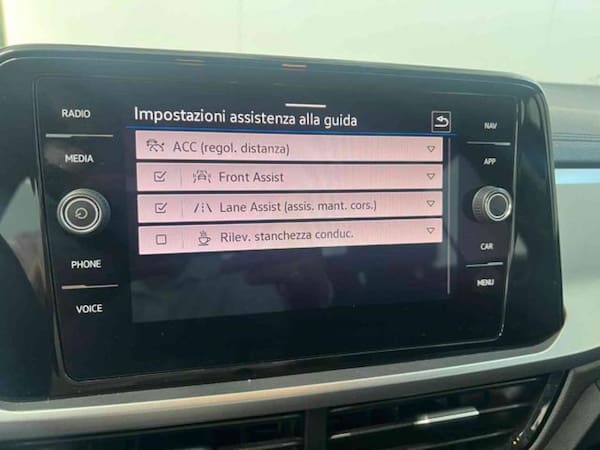 RADIO
MEDIA
PHONE
VOICE
Impostazioni assistenza alla guida
ACC (regol. distanza)
Front Assist
Lane Assist (assis. mant. cors.)
Rilev. stanchezza conduc.
NAV
APP
CAR
MENU